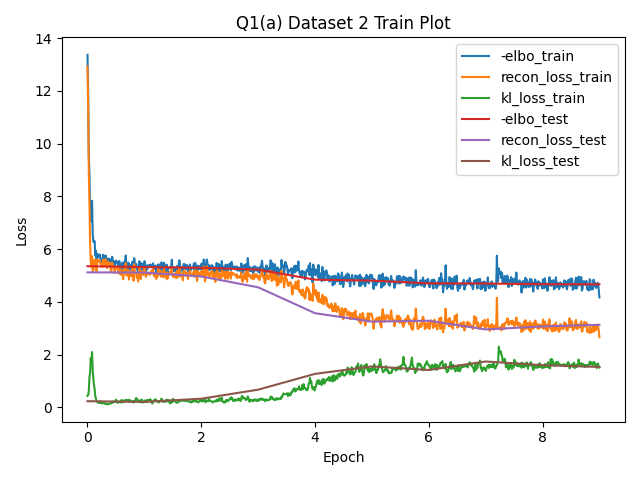 Q1(a) Dataset 2 Train Plot
14
12
10
8
6
4
2
0
Loss
-elbo_train
recon_loss_train
kl_loss_train
-elbo_test
recon_loss_test
kl_loss_test
0 2 4 6 8
Epoch